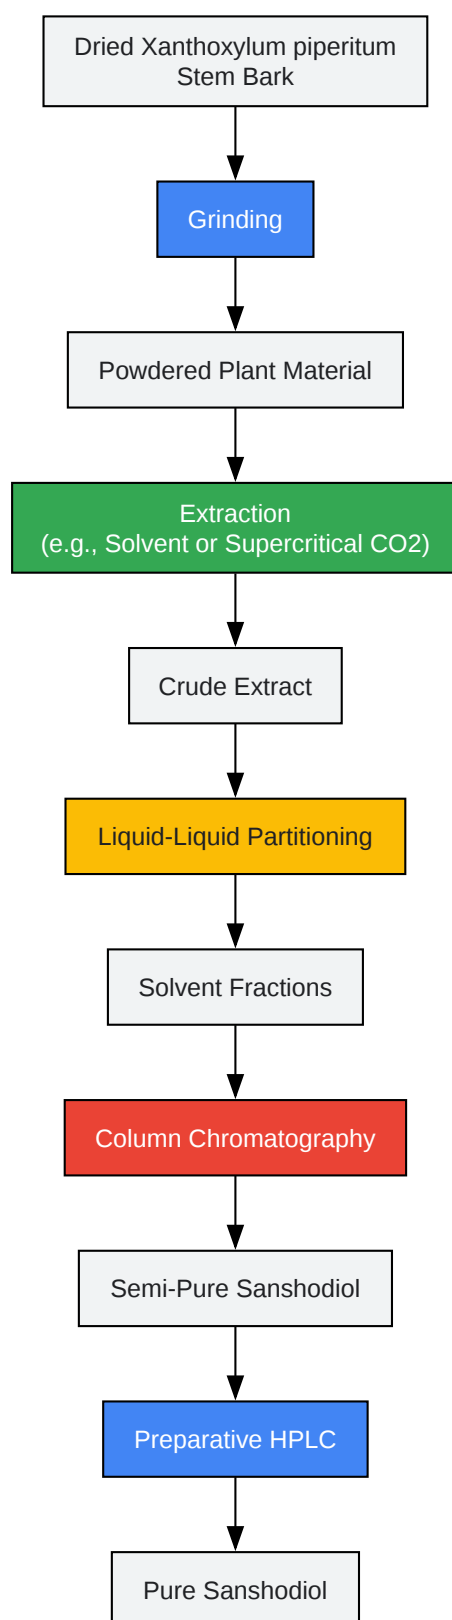 Dried Xanthoxylum piperitum
Stem Bark
Grinding
Powdered Plant Material
Extraction
(e.g., Solvent or Supercritical CO2)
Crude Extract
Liquid-Liquid Partitioning
Solvent Fractions
Column Chromatography
Semi-Pure Sanshodiol
Preparative HPLC
Pure Sanshodiol